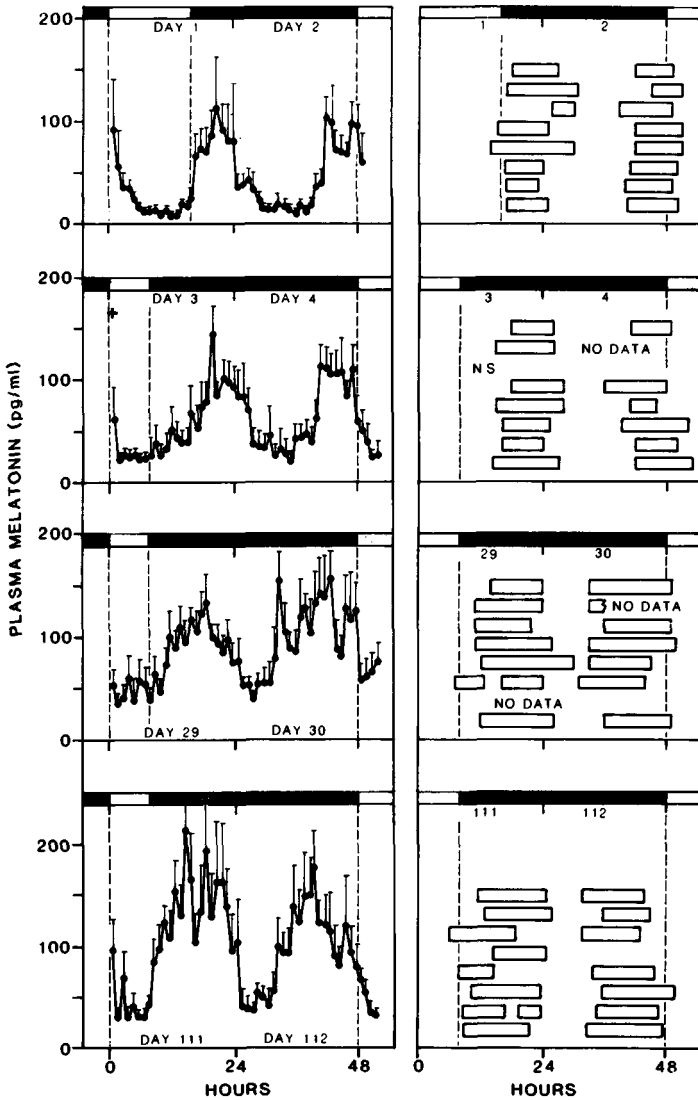 200 DAY 1 DAY 2 1 2
150
100
0
200 DAY 3 DAY 4 3 4
+
NO DATA
NS
100
0
PLASMA MELATONIN (pg/ml)
200 29 30
NO DATA
100
NO DATA
0 DAY 29 DAY 30
111 112
200
100
DAY 111 DAY 112
0
0 24 48 0 24 48
HOURS HOURS